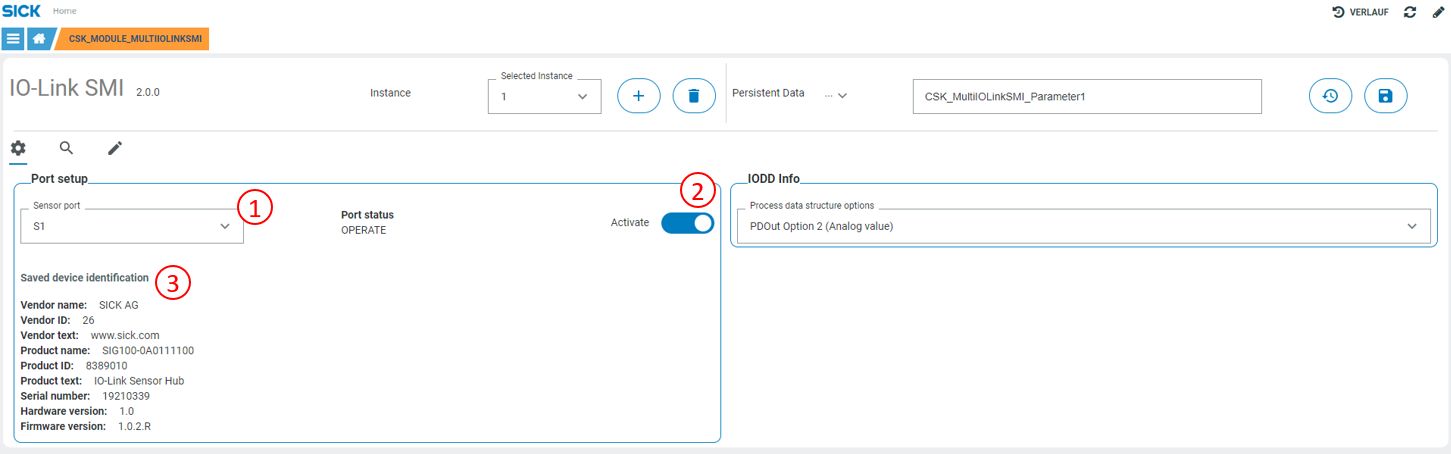 SICK Home VERLAUF
CSK_MODULE_MULTIIOLINKSMI
IO-Link SMI 2.0.0
Instance
Selected Instance
1
Persistent Data ...
CSK_MultiIOLinkSMI_Parameter1
Port setup
Sensor port
S1
1
Port status
OPERATE
Activate
2
Saved device identification
3
Vendor name: SICK AG
Vendor ID: 26
Vendor text: www.sick.com
Product name: SIG100-0A0111100
Product ID: 8389010
Product text: IO-Link Sensor Hub
Serial number: 19210339
Hardware version: 1.0
Firmware version: 1.0.2.R
IODD Info
Process data structure options
PDOut Option 2 (Analog value)